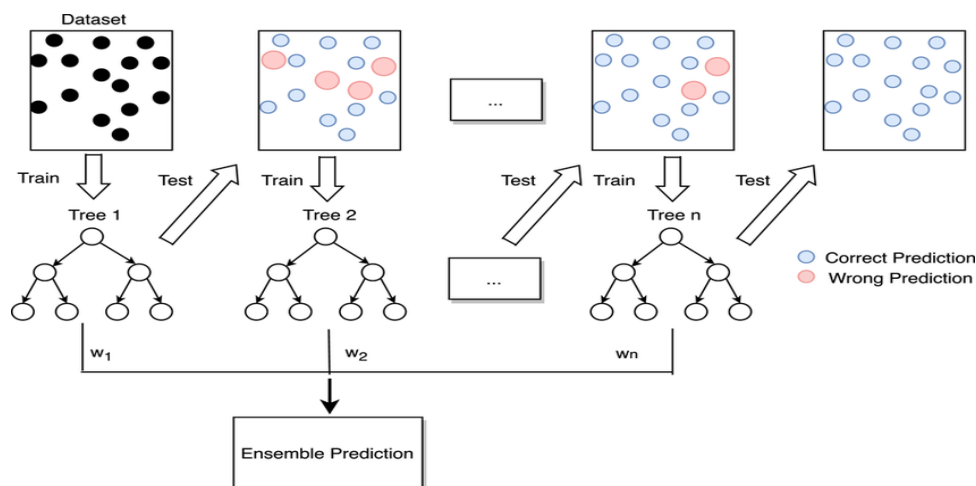 Dataset
...
Train
Test
Train
Test
Train
Test
Tree 1
Tree 2
Tree n
Correct Prediction
Wrong Prediction
...
w1
w2
wn
Ensemble Prediction